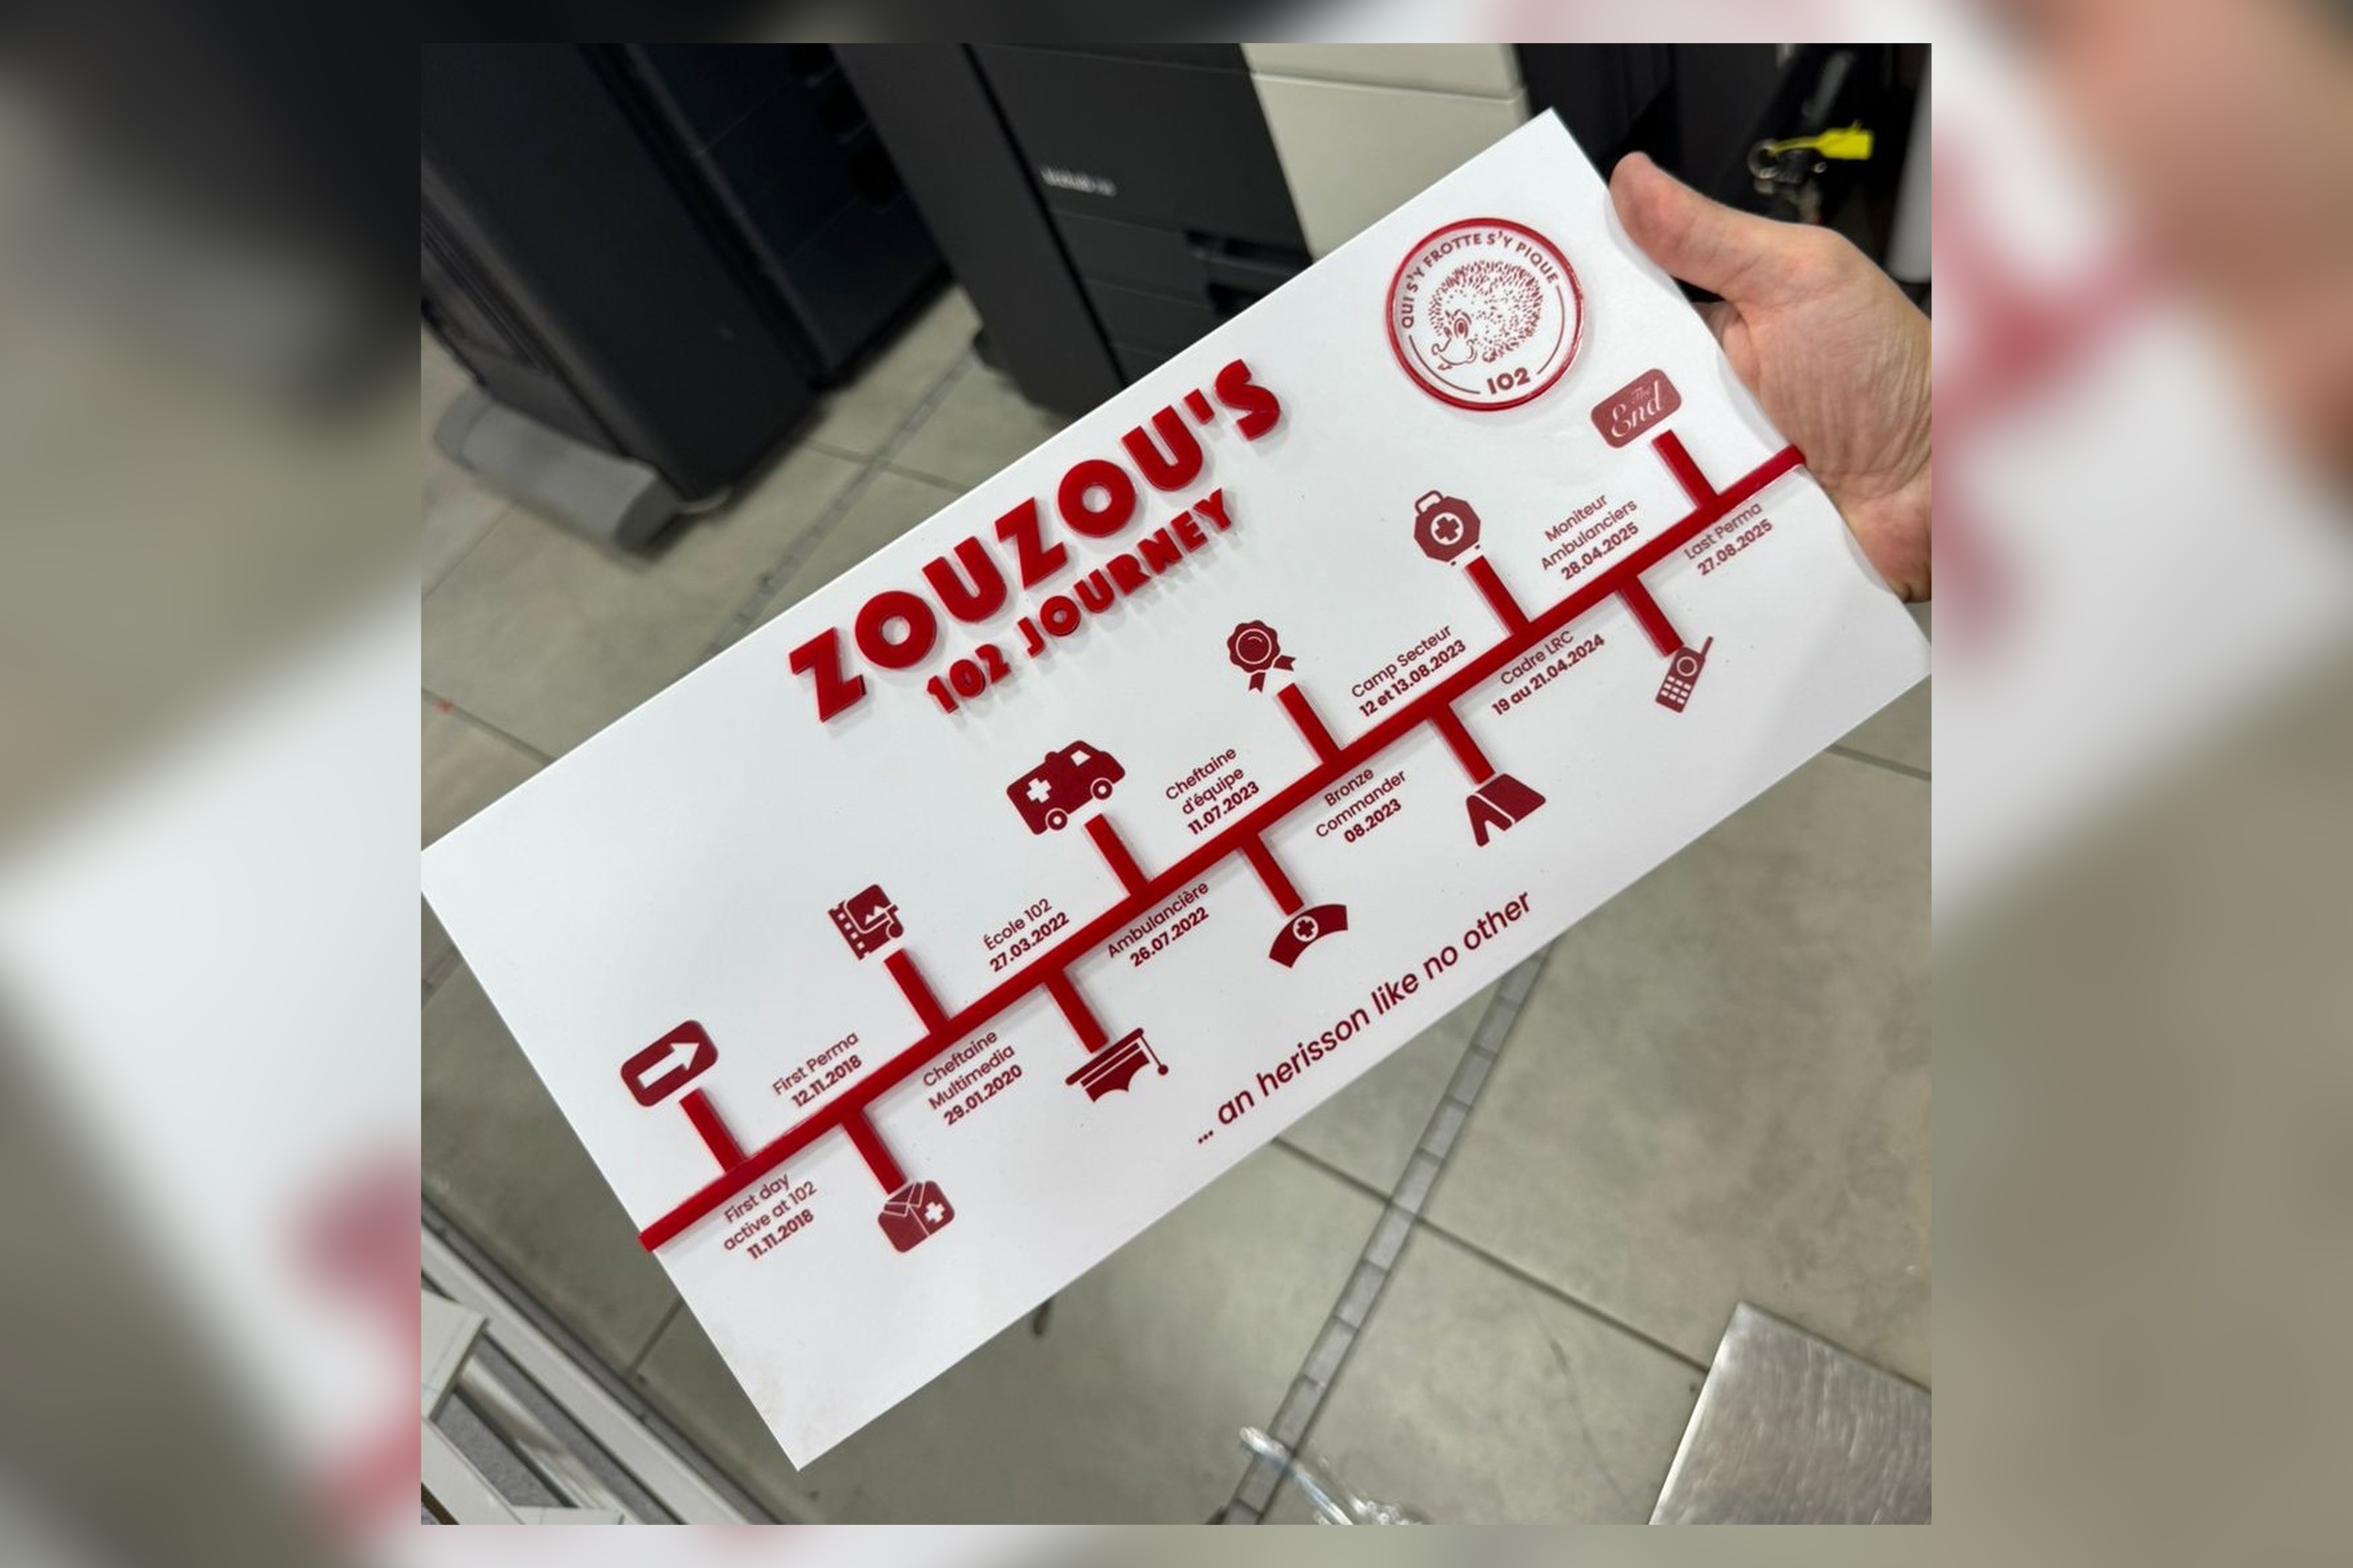 QUI S'Y FROTTE S'Y PIQUE
102
ZOUZOU'S
102 JOURNEY
First day
active at 102
11.11.2018
First Perma
12.11.2018
Cheftaine
Multimedia
29.01.2020
École 102
27.03.2022
Ambulancière
26.07.2022
Cheftaine
d'équipe
11.07.2023
Bronze
Commander
08.2023
Camp Secteur
12 et 13.08.2023
Cadre LRC
19 au 21.04.2024
Moniteur
Ambulanciers
28.04.2025
Last Perma
27.08.2025
The
End
... an herisson like no other